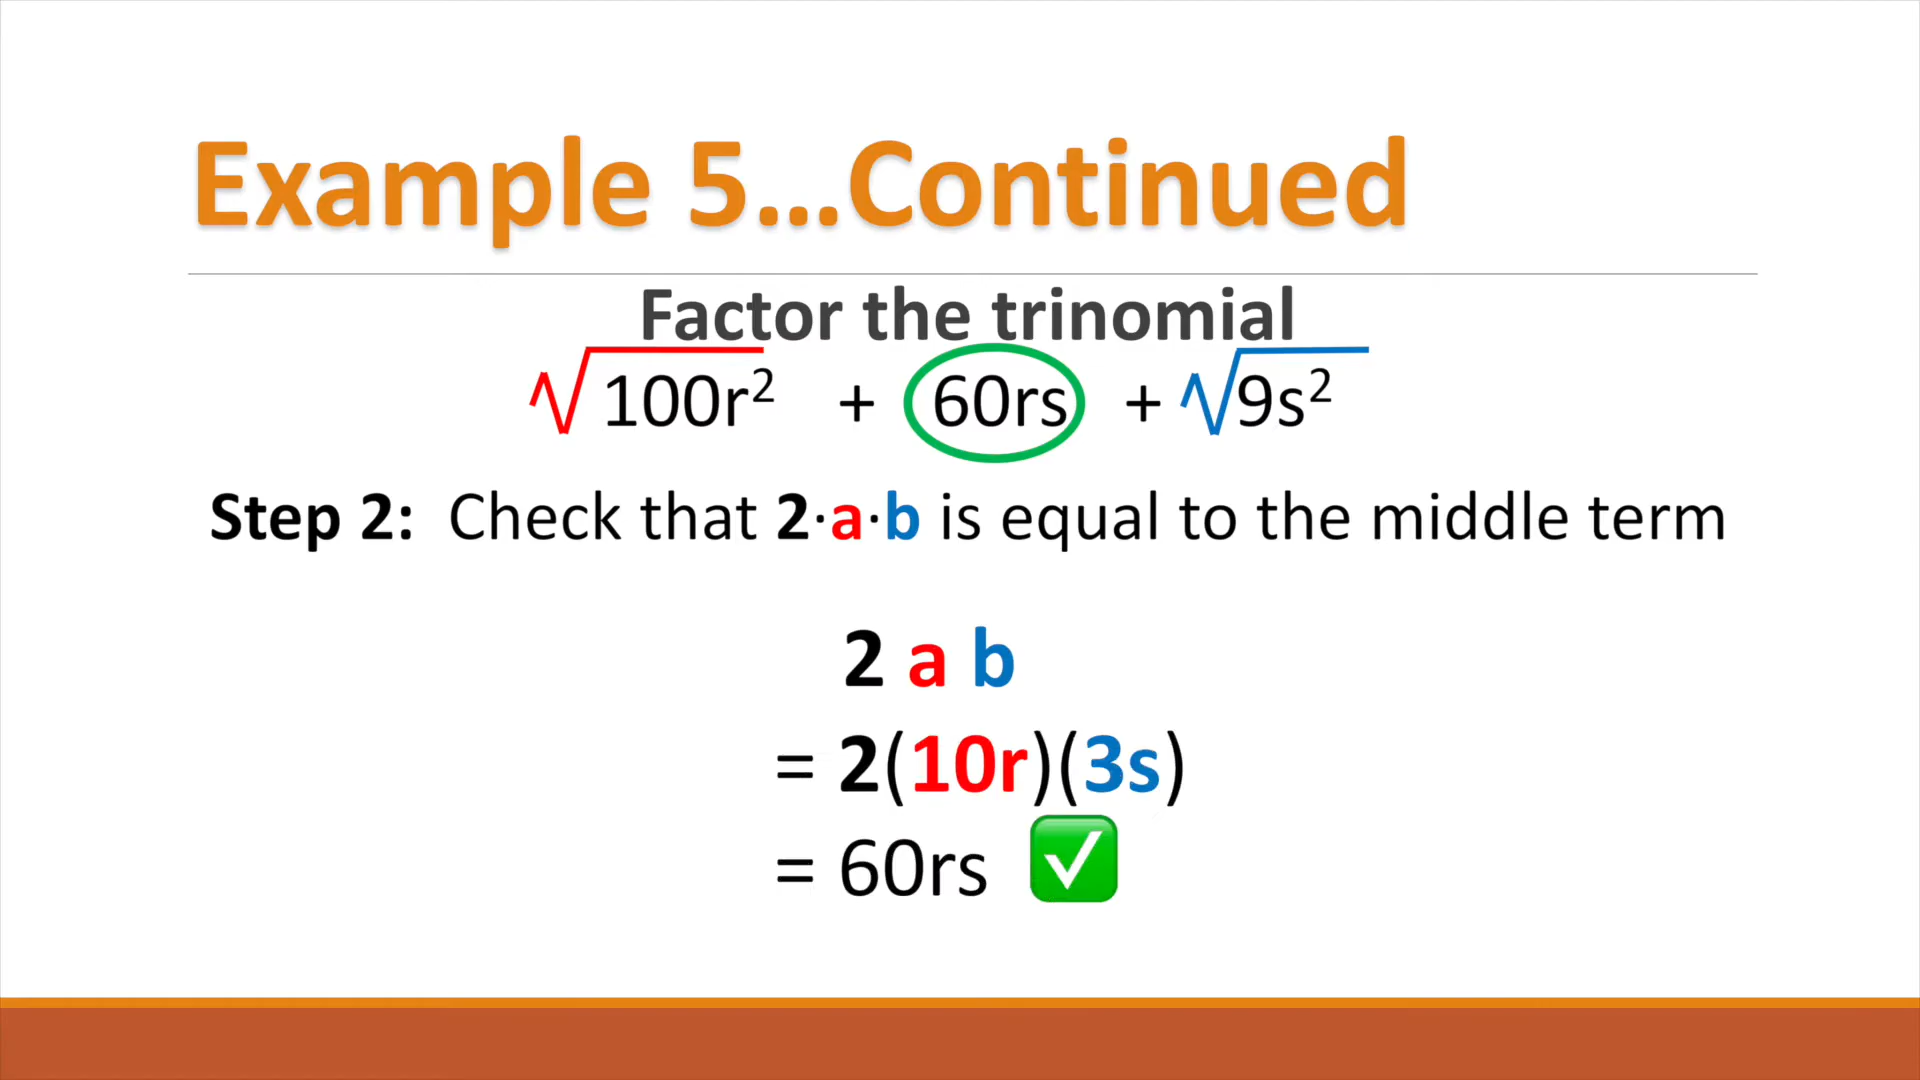 Example 5...Continued
Factor the trinomial
√100r² + 60rs + √9s²
Step 2: Check that 2·a·b is equal to the middle term
2 a b
= 2(10r)(3s)
= 60rs ✅